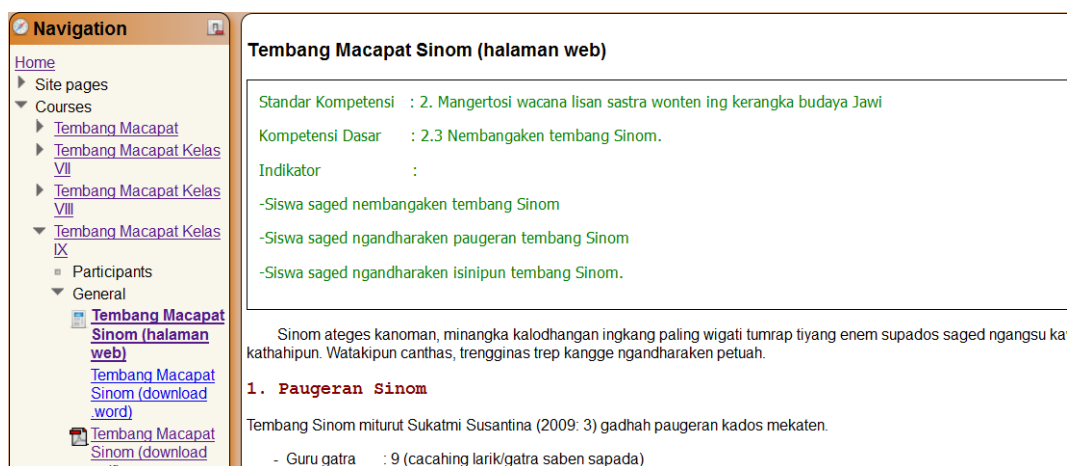 Navigation
Home
Site pages
Courses
Tembang Macapat
Tembang Macapat Kelas
VII
Tembang Macapat Kelas
VIII
Tembang Macapat Kelas
IX
Participants
General
Tembang Macapat
Sinom (halaman
web)
Tembang Macapat
Sinom (download
.word)
Tembang Macapat
Sinom (download
Tembang Macapat Sinom (halaman web)
Standar Kompetensi : 2. Mangertosi wacana lisan sastra wonten ing kerangka budaya Jawi
Kompetensi Dasar : 2.3 Nembangaken tembang Sinom.
Indikator :
-Siswa saged nembangaken tembang Sinom
-Siswa saged ngandharaken paugeran tembang Sinom
-Siswa saged ngandharaken isinipun tembang Sinom.
Sinom ateges kanoman, minangka kalodhangan ingkang paling wigati tumrap tiyang enem supados saged ngangsu
kathahipun. Watakipun canthas, trengginas trep kangge ngandharaken petuah.
1. Paugeran Sinom
Tembang Sinom miturut Sukatmi Susantina (2009: 3) gadhah paugeran kados mekaten.
- Guru gatra : 9 (cacahing larik/gatra saben sapada)